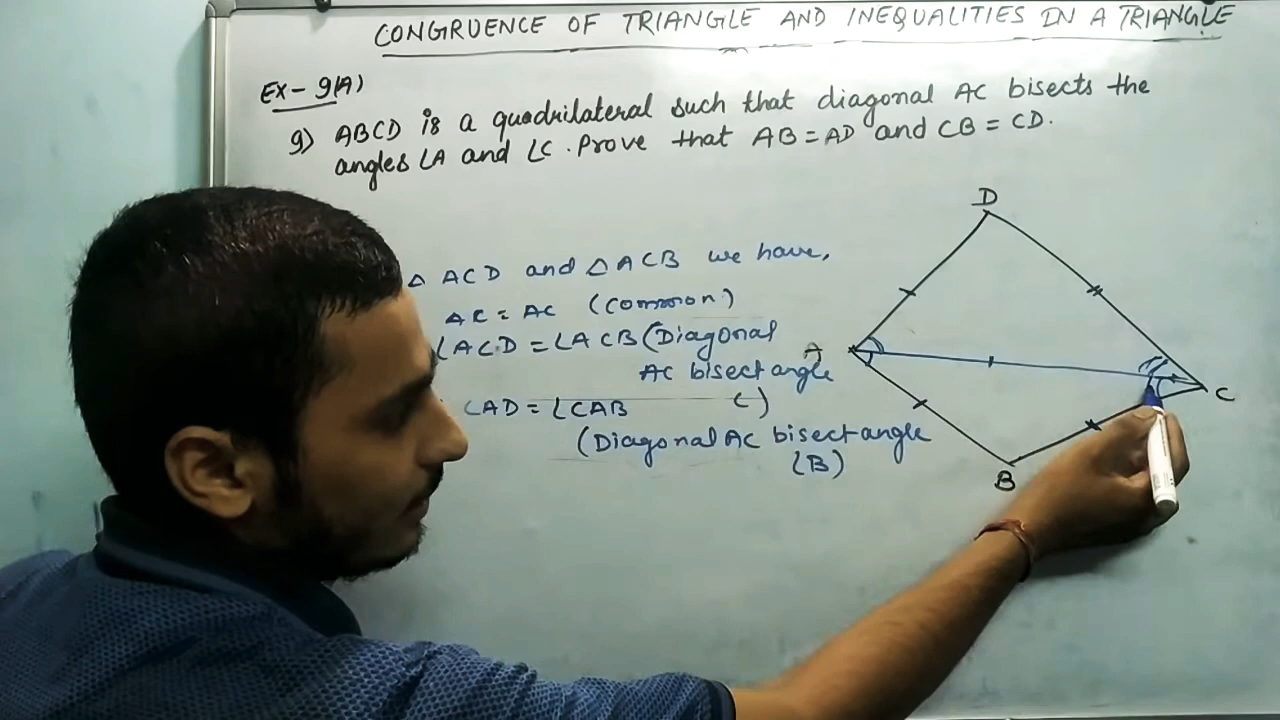 CONGRUENCE OF TRIANGLE AND INEQUALITIES IN A TRIANGLE
Ex - 9(A)
9) ABCD is a quadrilateral such that diagonal AC bisects the
angles ∠A and ∠C. Prove that AB = AD and CB = CD.
△ ACD and △ ACB we have,
AC = AC (Common)
∠ACD = ∠ACB (Diagonal
AC bisect angle
C)
CAD = ∠CAB
(Diagonal AC bisect angle
∠B)
D
A
C
B